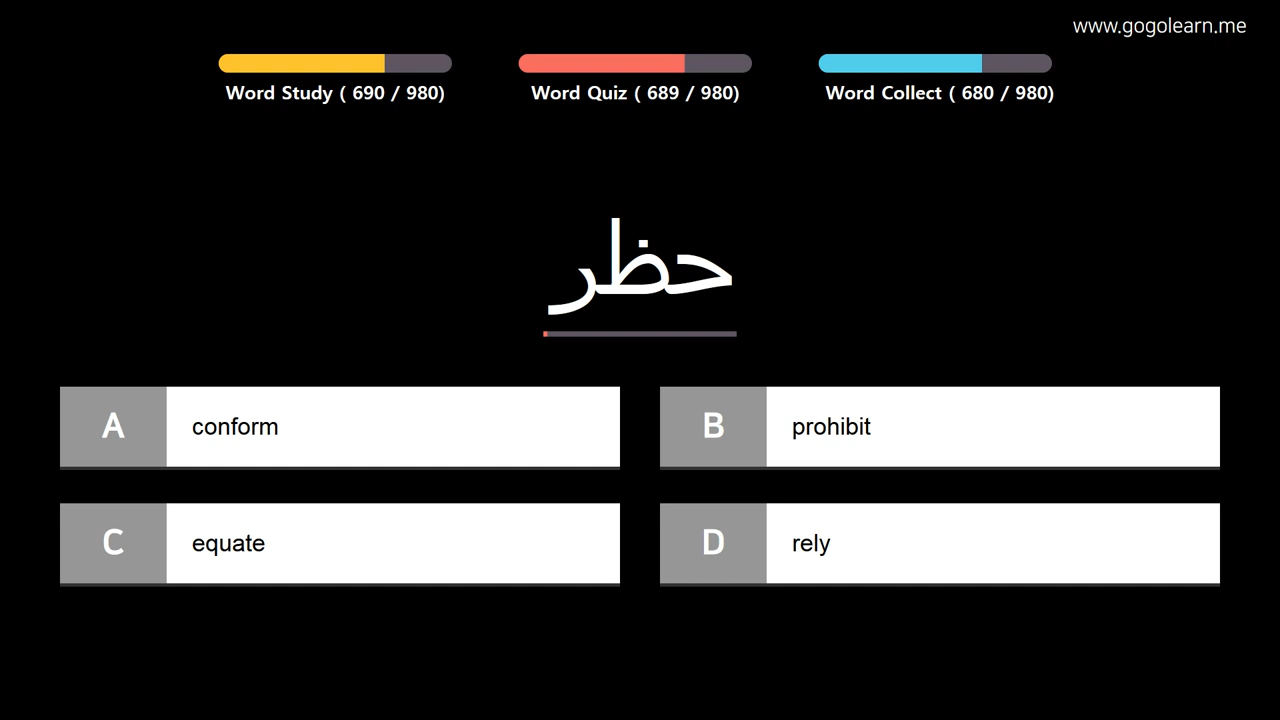 www.gogolearn.me
Word Study ( 690 / 980)
Word Quiz ( 689 / 980)
Word Collect ( 680 / 980)
حظر
A conform
B prohibit
C equate
D rely